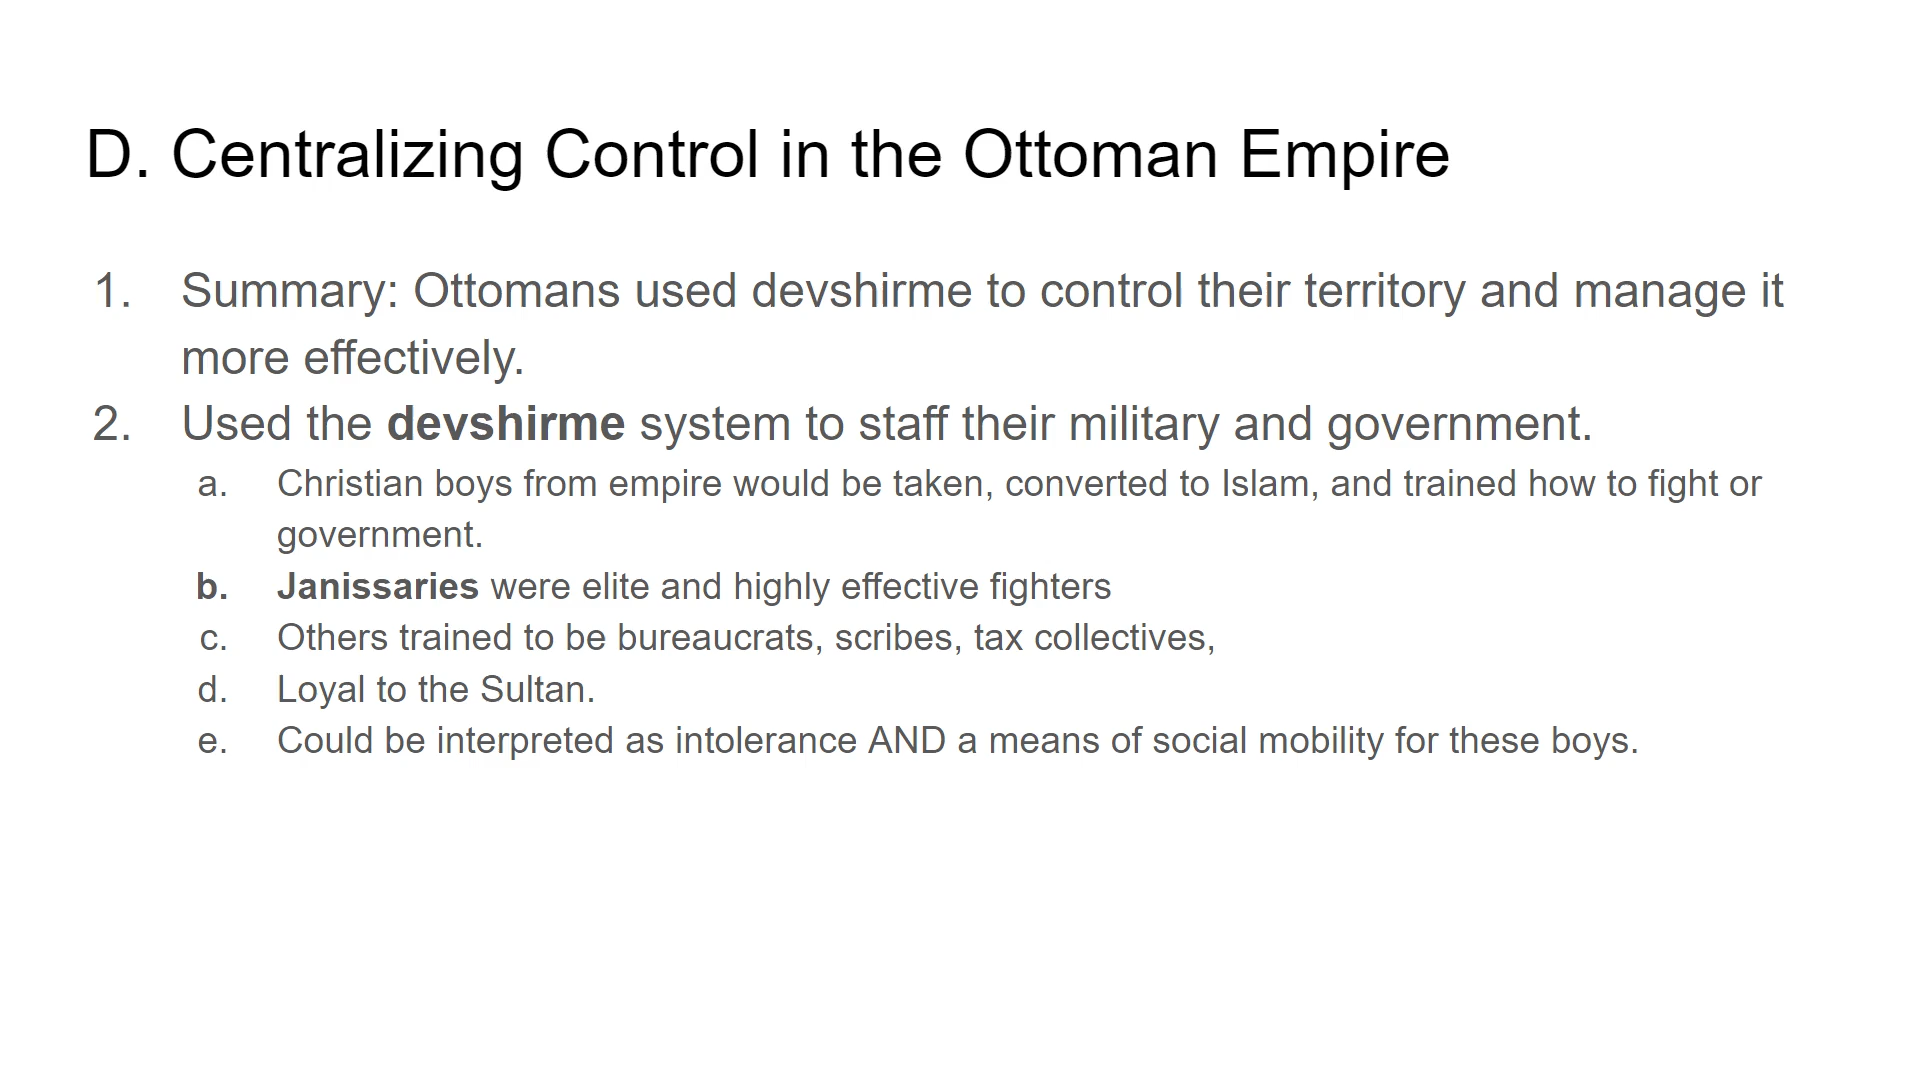 D. Centralizing Control in the Ottoman Empire
1. Summary: Ottomans used devshirme to control their territory and manage it
more effectively.
2. Used the devshirme system to staff their military and government.
a. Christian boys from empire would be taken, converted to Islam, and trained how to fight or
government.
b. Janissaries were elite and highly effective fighters
c. Others trained to be bureaucrats, scribes, tax collectives,
d. Loyal to the Sultan.
e. Could be interpreted as intolerance AND a means of social mobility for these boys.